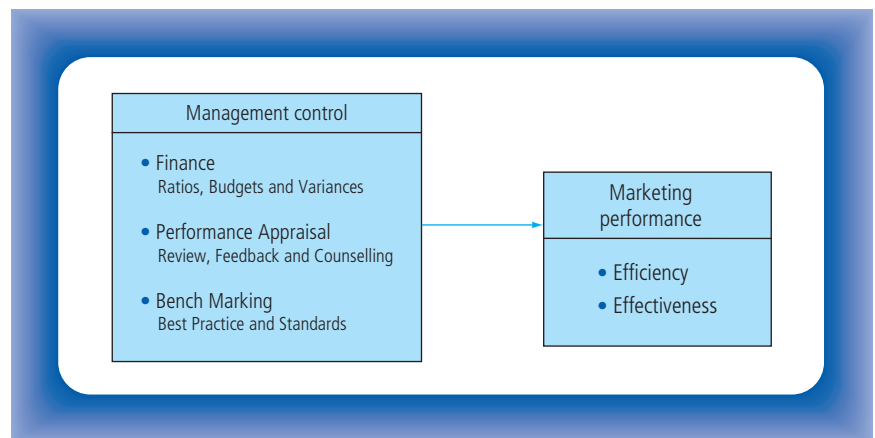 Management control
• Finance
Ratios, Budgets and Variances
• Performance Appraisal
Review, Feedback and Counselling
• Bench Marking
Best Practice and Standards
Marketing
performance
• Efficiency
• Effectiveness